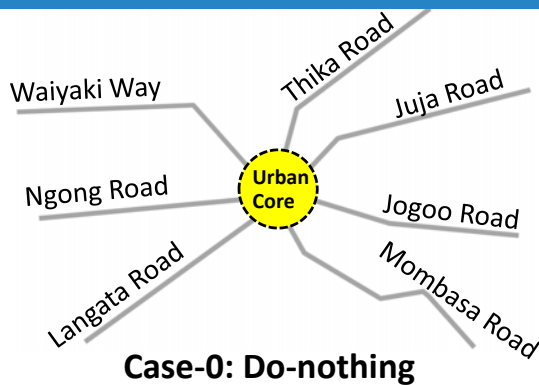 Thika Road
Waiyaki Way
Juja Road
Urban
Core
Ngong Road
Jogoo Road
Langata Road
Mombasa Road
Case-0: Do-nothing